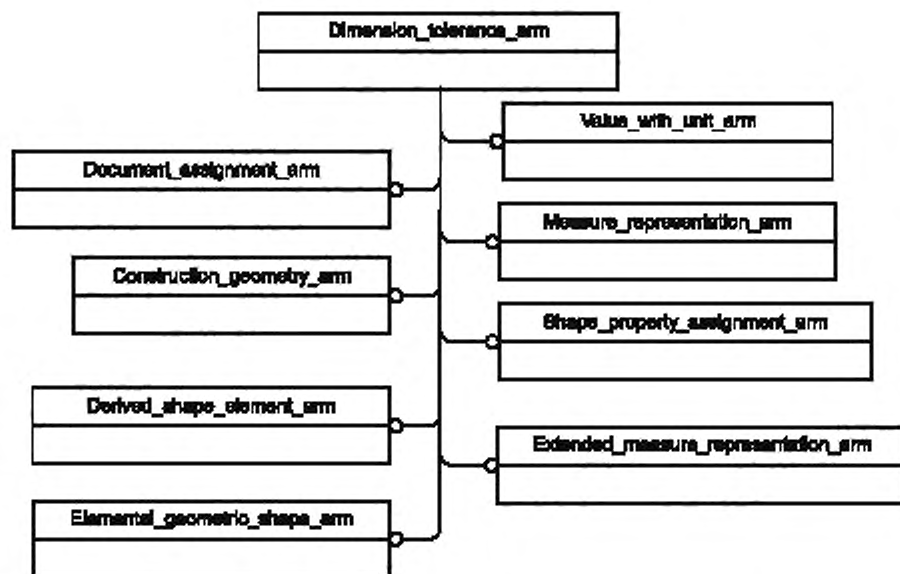 Dimension_tolerance_arm
Value_with_unit_arm
Document_assignment_arm
Measure_representation_arm
Construction_geometry_arm
Shape_property_assignment_arm
Derived_shape_element_arm
Extended_measure_representation_arm
Elemental_geometric_shape_arm